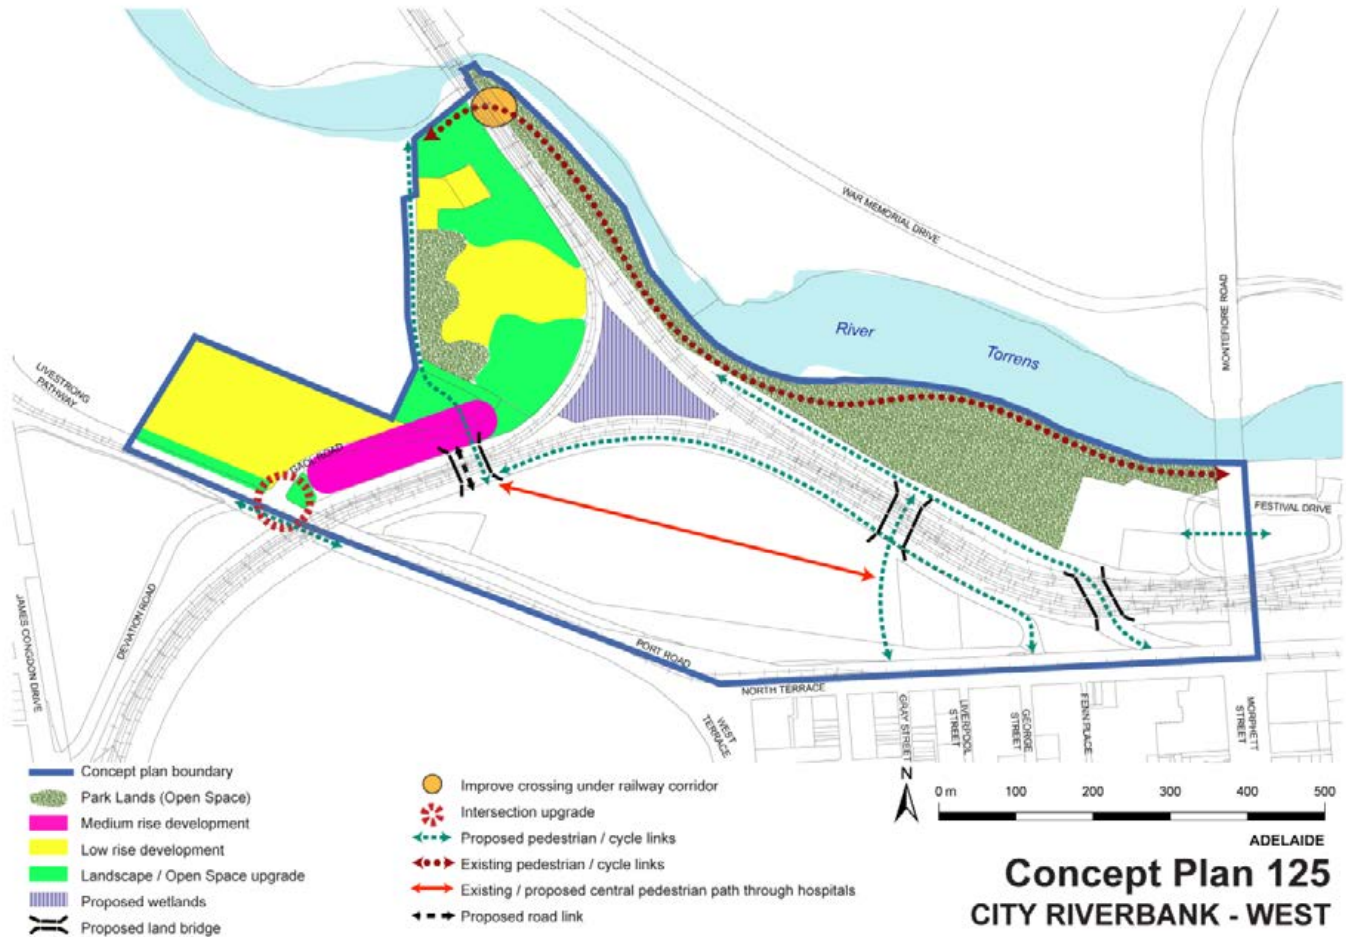 WAR MEMORIAL DRIVE
MONTEFIORE ROAD
River
Torrens
LIVESTRONG
PATHWAY
GAOL ROAD
FESTIVAL DRIVE
JAMES CONGDON DRIVE
DEVIATION ROAD
PORT ROAD
NORTH TERRACE
WEST
TERRACE
GRAY STREET
LIVERPOOL
STREET
GEORGE
STREET
FENN PLACE
MORPHETT
STREET
Concept plan boundary
Park Lands (Open Space)
Medium rise development
Low rise development
Landscape / Open Space upgrade
Proposed wetlands
Proposed land bridge
Improve crossing under railway corridor
Intersection upgrade
Proposed pedestrian / cycle links
Existing pedestrian / cycle links
Existing / proposed central pedestrian path through hospitals
Proposed road link
N
0 m 100 200 300 400 500
ADELAIDE
Concept Plan 125
CITY RIVERBANK - WEST